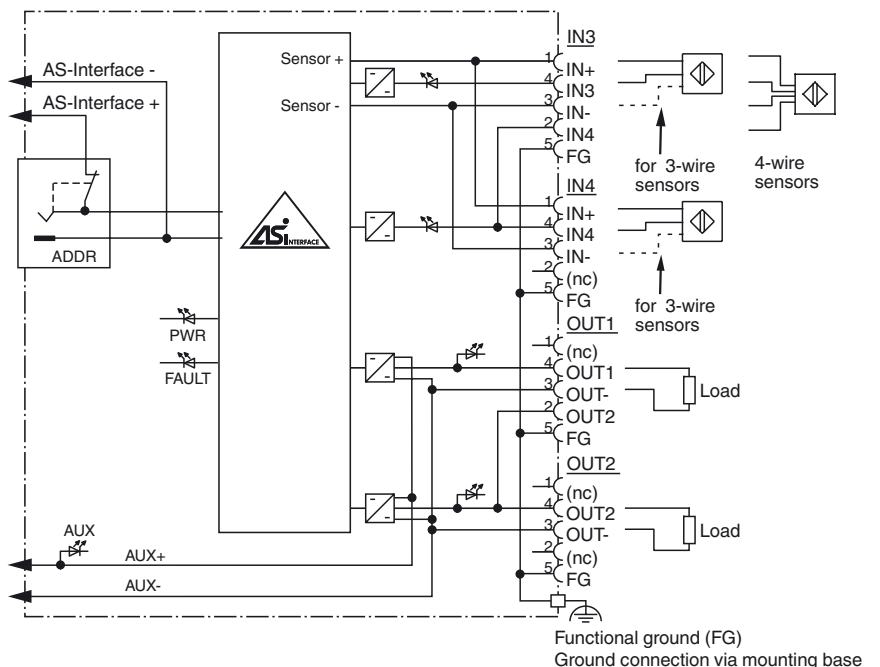 AS-Interface -
AS-Interface +
ADDR
Sensor +
Sensor -
ASi INTERFACE
PWR
FAULT
AUX
AUX+
AUX-
IN3
1 IN+
4 IN3
3 IN-
2 IN4
5 FG
for 3-wire
sensors
4-wire
sensors
IN4
1 IN+
4 IN4
3 IN-
2 (nc)
5 FG
for 3-wire
sensors
OUT1
1 (nc)
4 OUT1
3 OUT-
2 OUT2
5 FG
Load
OUT2
1 (nc)
4 OUT2
3 OUT-
2 (nc)
5 FG
Load
Functional ground (FG)
Ground connection via mounting base